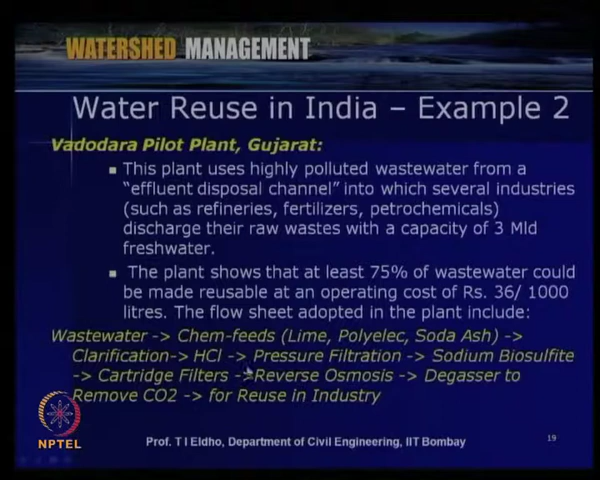 WATERSHED MANAGEMENT
Water Reuse in India – Example 2
Vadodara Pilot Plant, Gujarat:
▪ This plant uses highly polluted wastewater from a
“effluent disposal channel” into which several industries
(such as refineries, fertilizers, petrochemicals)
discharge their raw wastes with a capacity of 3 Mld
freshwater.
▪ The plant shows that at least 75% of wastewater could
be made reusable at an operating cost of Rs. 36/ 1000
litres. The flow sheet adopted in the plant include:
Wastewater -> Chem-feeds (Lime, Polyelec, Soda Ash) ->
Clarification-> HCl -> Pressure Filtration -> Sodium Biosulfite
-> Cartridge Filters ->Reverse Osmosis -> Degasser to
Remove CO2 -> for Reuse in Industry
NPTEL
Prof. T I Eldho, Department of Civil Engineering, IIT Bombay
19